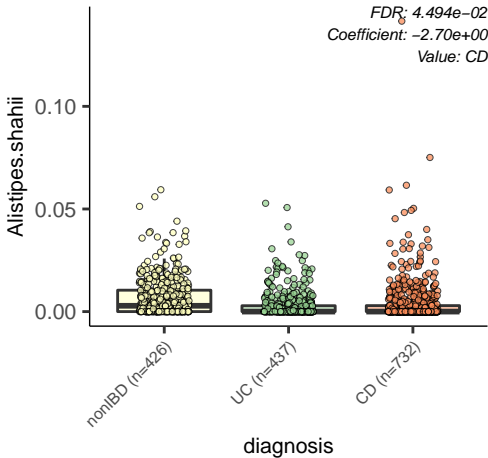 FDR: 4.494e−02
Coefficient: −2.70e+00
Value: CD
Alistipes.shahii
0.10
0.05
0.00
nonIBD (n=426)
UC (n=437)
CD (n=732)
diagnosis